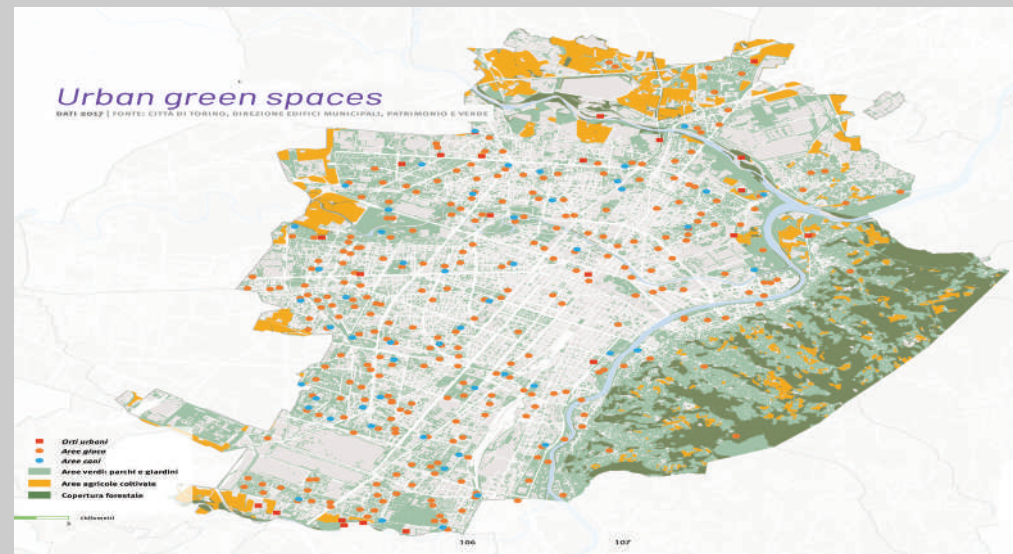 Urban green spaces
DATI 2017 | FONTE: CITTÀ DI TORINO, DIREZIONE EDIFICI MUNICIPALI, PATRIMONIO E VERDE
Orti urbani
Aree gioco
Aree cani
Aree verdi: parchi e giardini
Aree agricole coltivate
Copertura forestale
chilometri
106
107